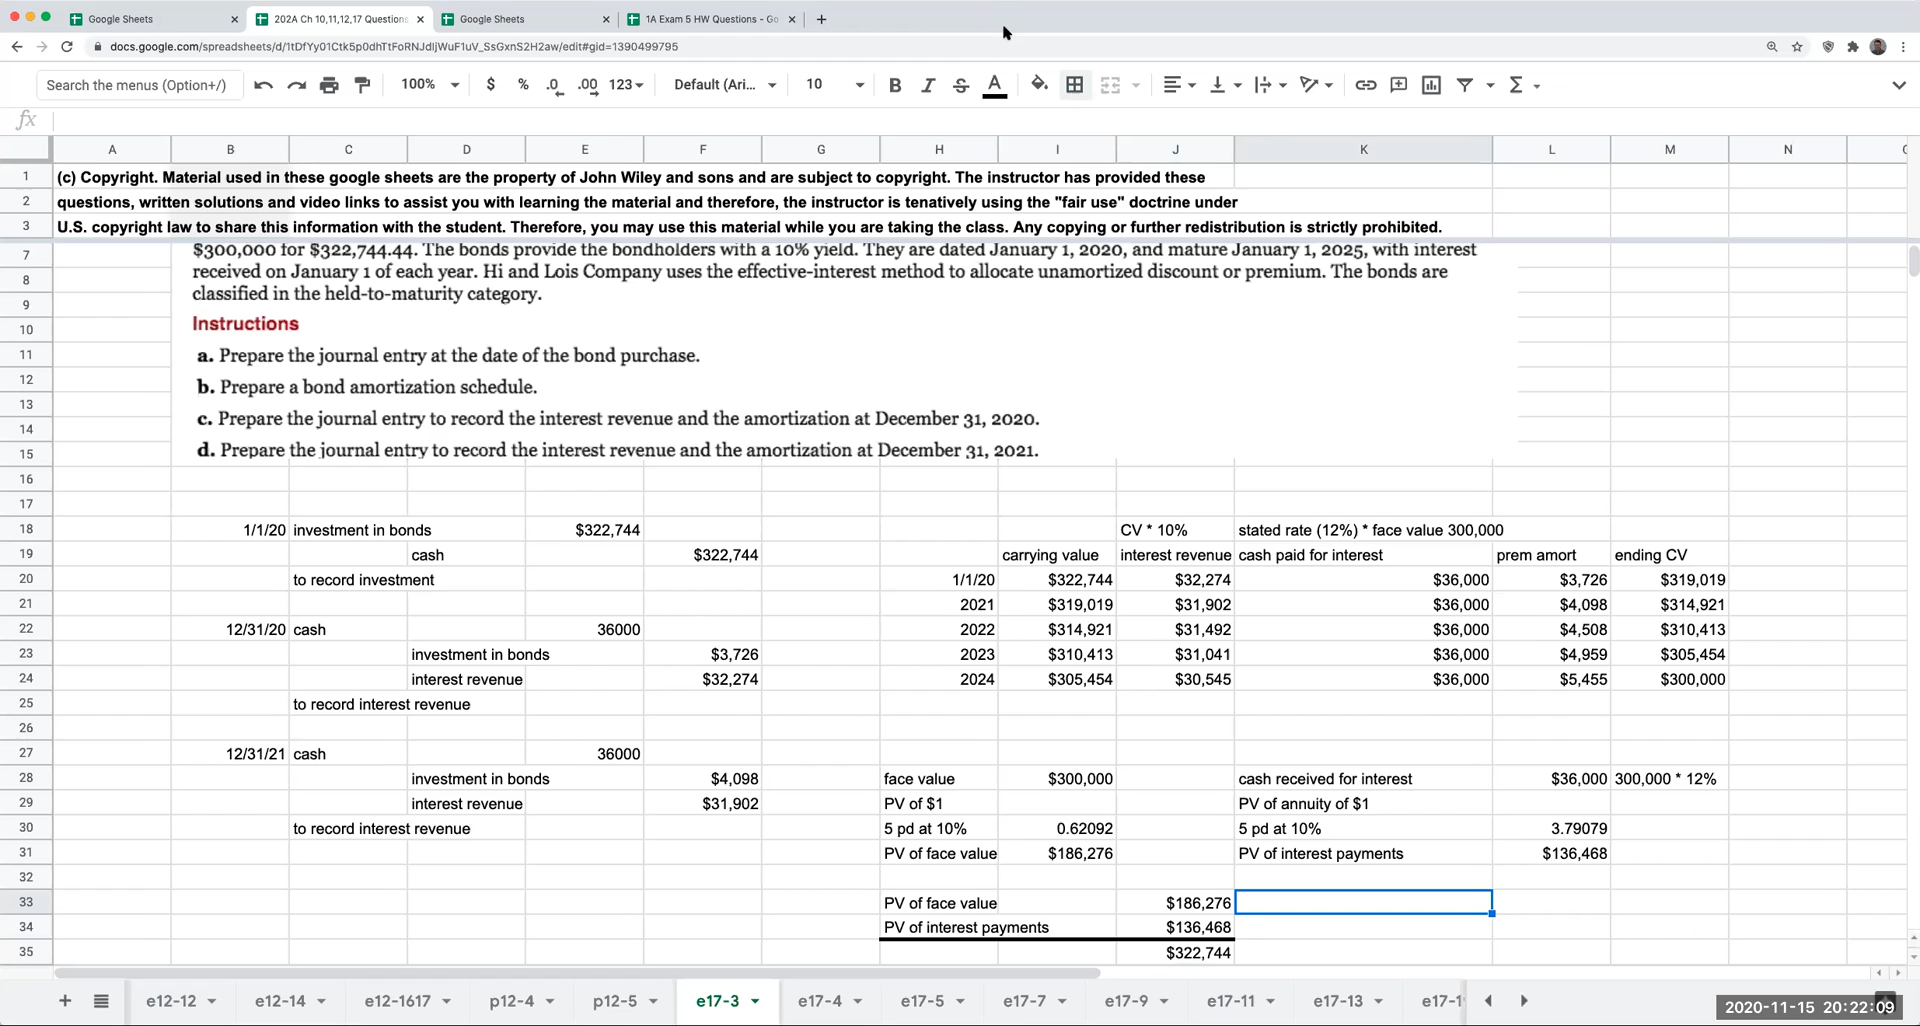 Google Sheets × 202A Ch 10,11,12,17 Questions × Google Sheets × 1A Exam 5 HW Questions - Go × +
docs.google.com/spreadsheets/d/1tDfYy01Ctk5p0dhTtFoRNJdIjWuF1uV_SsGxnS2H2aw/edit#gid=1390499795
Search the menus (Option+/) 100% $ % .0 .00 123 Default (Ari... 10 B I S A Σ
fx
A B C D E F G H I J K L M N
1 (c) Copyright. Material used in these google sheets are the property of John Wiley and sons and are subject to copyright. The instructor has provided these
2 questions, written solutions and video links to assist you with learning the material and therefore, the instructor is tenatively using the "fair use" doctrine under
3 U.S. copyright law to share this information with the student. Therefore, you may use this material while you are taking the class. Any copying or further redistribution is strictly prohibited.
7 $300,000 for $322,744.44. The bonds provide the bondholders with a 10% yield. They are dated January 1, 2020, and mature January 1, 2025, with interest
8 received on January 1 of each year. Hi and Lois Company uses the effective-interest method to allocate unamortized discount or premium. The bonds are
9 classified in the held-to-maturity category.
10 Instructions
11 a. Prepare the journal entry at the date of the bond purchase.
12 b. Prepare a bond amortization schedule.
13
14 c. Prepare the journal entry to record the interest revenue and the amortization at December 31, 2020.
15 d. Prepare the journal entry to record the interest revenue and the amortization at December 31, 2021.
16
17
18 1/1/20 investment in bonds $322,744 CV * 10% stated rate (12%) * face value 300,000
19 cash $322,744 carrying value interest revenue cash paid for interest prem amort ending CV
20 to record investment 1/1/20 $322,744 $32,274 $36,000 $3,726 $319,019
21 2021 $319,019 $31,902 $36,000 $4,098 $314,921
22 12/31/20 cash 36000 2022 $314,921 $31,492 $36,000 $4,508 $310,413
23 investment in bonds $3,726 2023 $310,413 $31,041 $36,000 $4,959 $305,454
24 interest revenue $32,274 2024 $305,454 $30,545 $36,000 $5,455 $300,000
25 to record interest revenue
26
27 12/31/21 cash 36000
28 investment in bonds $4,098 face value $300,000 cash received for interest $36,000 300,000 * 12%
29 interest revenue $31,902 PV of $1 PV of annuity of $1
30 to record interest revenue 5 pd at 10% 0.62092 5 pd at 10% 3.79079
31 PV of face value $186,276 PV of interest payments $136,468
32
33 PV of face value $186,276
34 PV of interest payments $136,468
35 $322,744
+ e12-12 e12-14 e12-1617 p12-4 p12-5 e17-3 e17-4 e17-5 e17-7 e17-9 e17-11 e17-13
2020-11-15 20:22:09